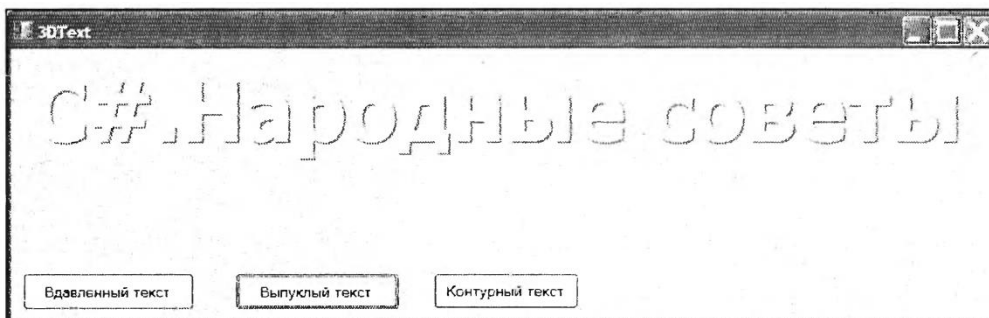 3DText
C#.Народные советы
Вдавленный текст
Выпуклый текст
Контурный текст